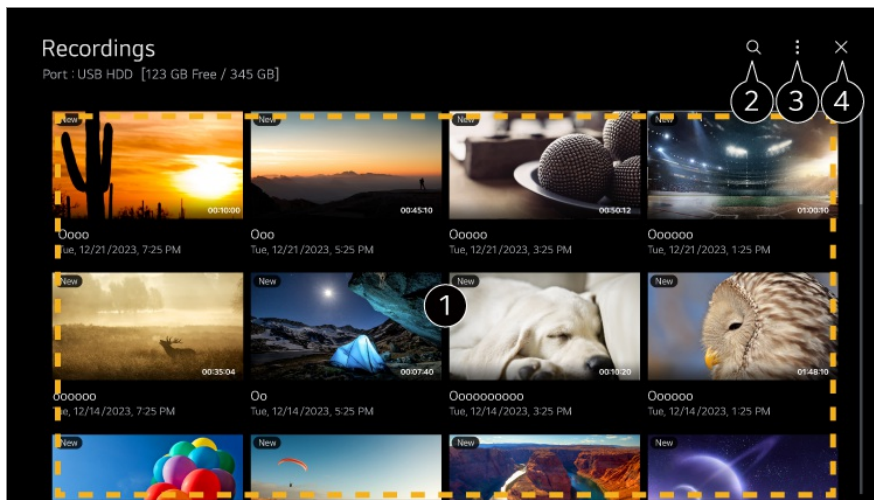 Recordings
Port : USB HDD [123 GB Free / 345 GB]
2 3 4
New New New New
00:10:00 00:45:10 00:50:12 01:00:10
Oooo Ooo Ooooo Oooooo
Tue, 12/21/2023, 7:25 PM Tue, 12/21/2023, 5:25 PM Tue, 12/21/2023, 3:25 PM Tue, 12/21/2023, 1:25 PM
New New New New
1
00:35:04 00:07:40 00:10:20 01:48:10
oooooo Oo Oooooooooo Oooooo
Tue, 12/14/2023, 7:25 PM Tue, 12/14/2023, 5:25 PM Tue, 12/14/2023, 3:25 PM Tue, 12/14/2023, 1:25 PM
New New New New